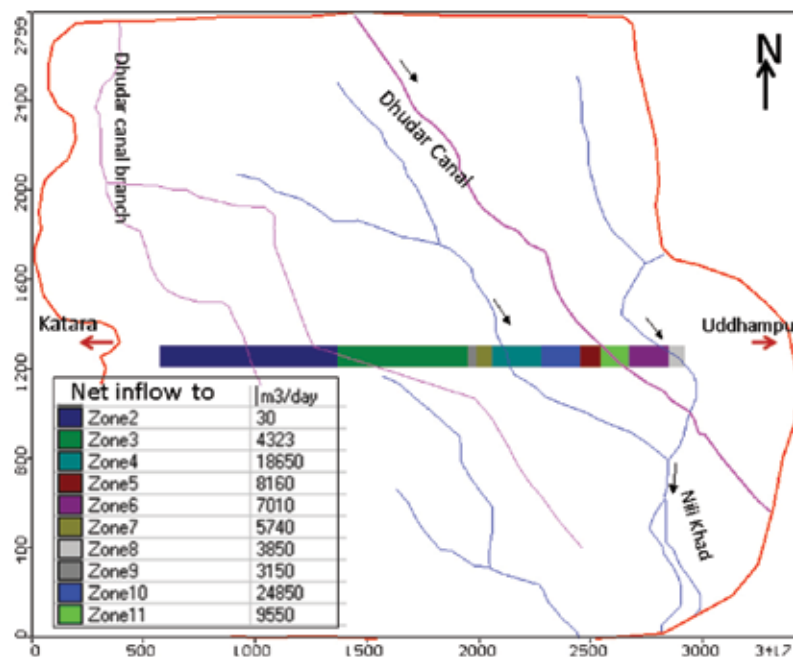 2799
N
Dhudar canal branch
2100
Dhudar Canal
2000
1600
Katara
Uddhampu
1200
Net inflow to m3/day
Zone2 30
Zone3 4323
Zone4 18650
Zone5 8160
Zone6 7010
Zone7 5740
Zone8 3850
Zone9 3150
Zone10 24850
Zone11 9550
800
Nili Khad
100
0
0 500 1000 1500 2000 2500 3000